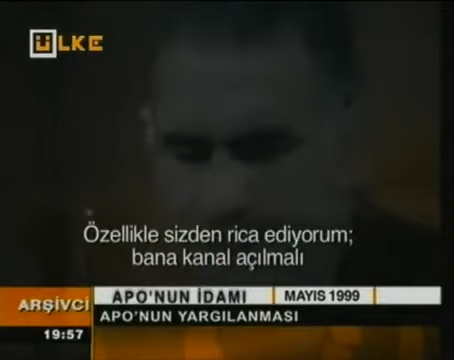 ÜLKE
Özellikle sizden rica ediyorum;
bana kanal açılmalı
ARŞİVCİ
APO'NUN İDAMI
MAYIS 1999
APO'NUN YARGILANMASI
19:57